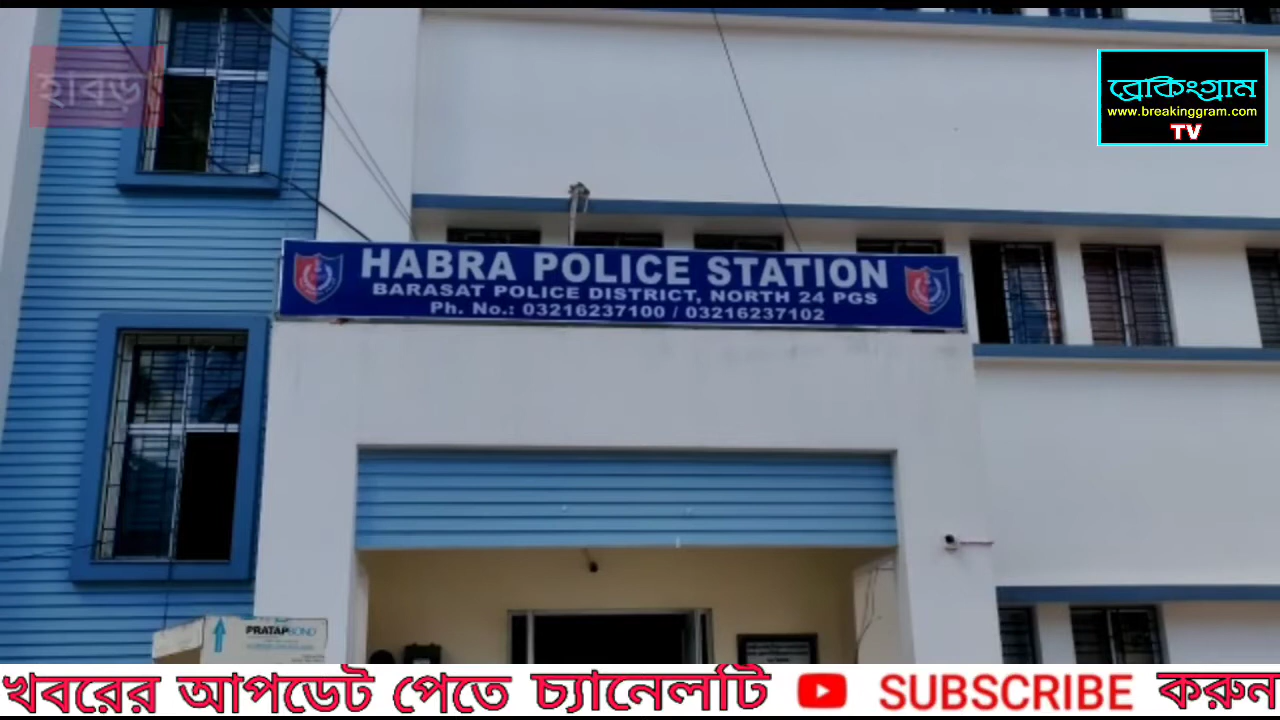 হাবড়া
ব্রেকিংগ্রাম
www.breakinggram.com
TV
HABRA POLICE STATION
BARASAT POLICE DISTRICT, NORTH 24 PGS
Ph. No.: 03216237100 / 03216237102
PRATAPBOND
খবরের আপডেট পেতে চ্যানেলটি SUBSCRIBE করুন